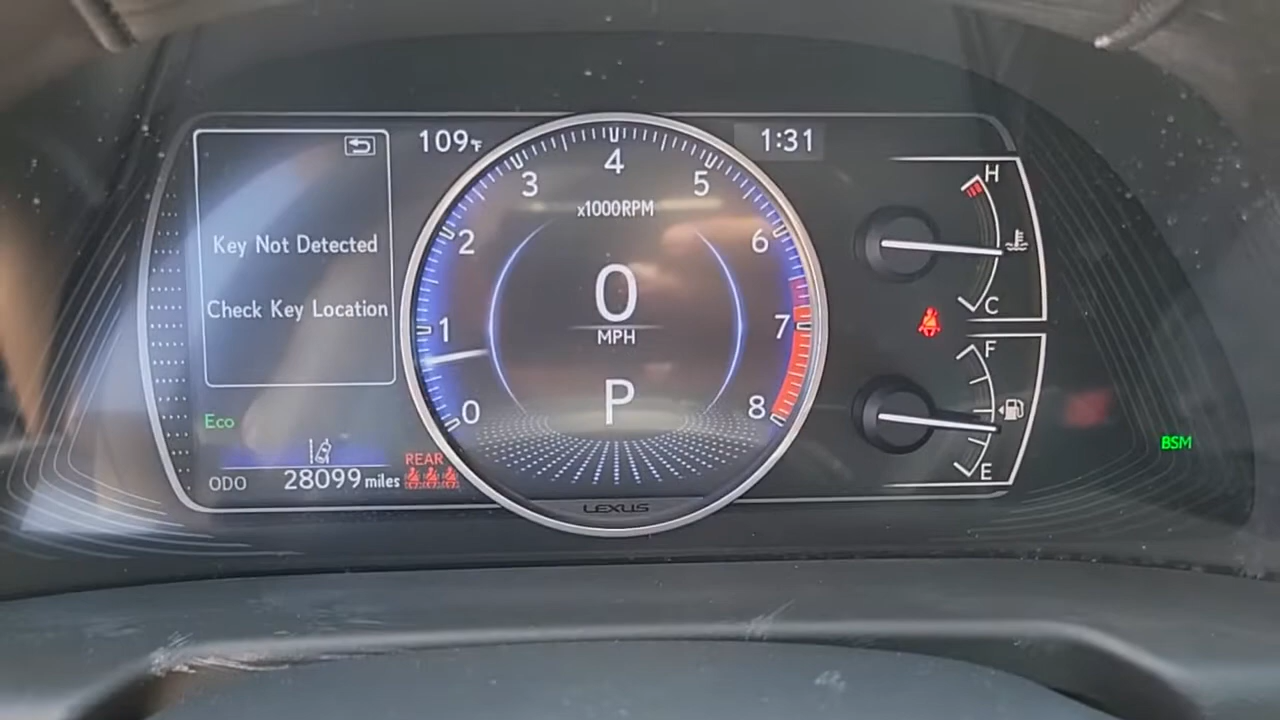 109°F
1:31
Key Not Detected
Check Key Location
0
1
2
3
4
5
6
7
8
x1000RPM
0
MPH
P
H
C
F
E
Eco
ODO 28099 miles
REAR
BSM
LEXUS